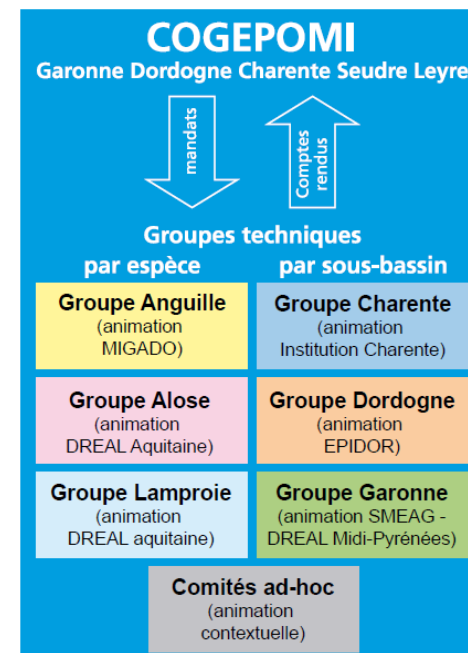 COGEPOMI
Garonne Dordogne Charente Seudre Leyre
mandats
Comptes
rendus
Groupes techniques
par espèce
par sous-bassin
Groupe Anguille
(animation
MIGADO)
Groupe Charente
(animation
Institution Charente)
Groupe Alose
(animation
DREAL Aquitaine)
Groupe Dordogne
(animation
EPIDOR)
Groupe Lamproie
(animation
DREAL aquitaine)
Groupe Garonne
(animation SMEAG -
DREAL Midi-Pyrénées)
Comités ad-hoc
(animation
contextuelle)